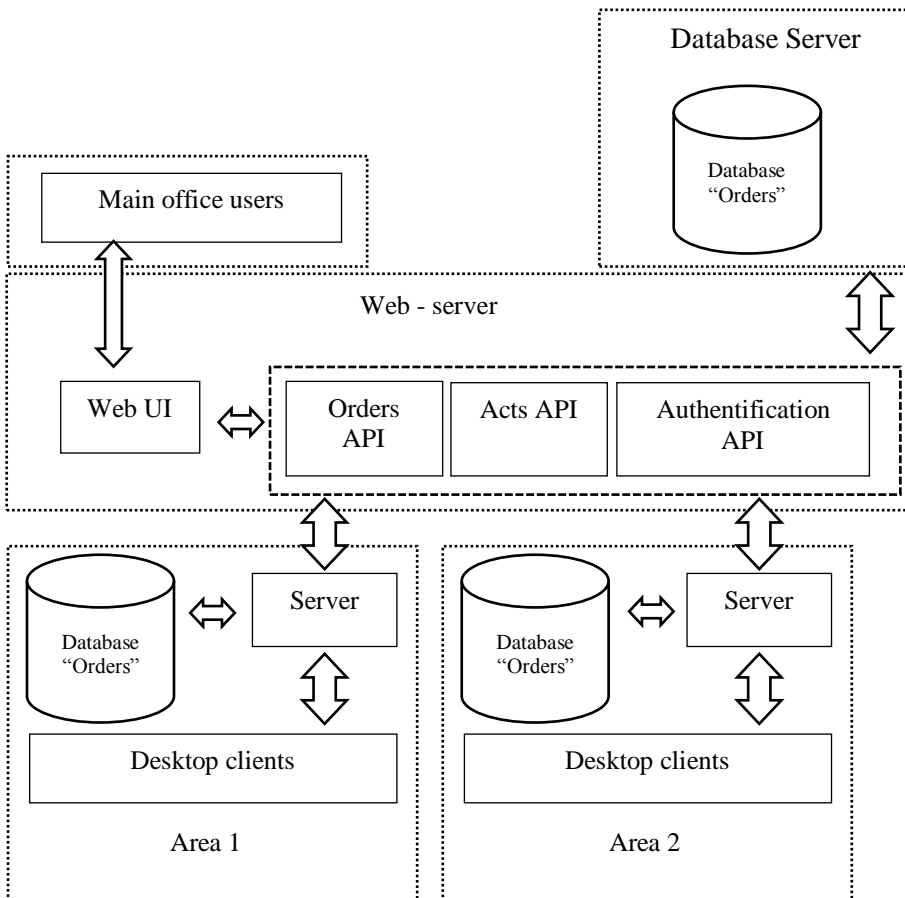 Database Server
Database
“Orders”
Main office users
Web - server
Web UI
Orders
API
Acts API
Authentification
API
Database
“Orders”
Server
Desktop clients
Area 1
Database
“Orders”
Server
Desktop clients
Area 2